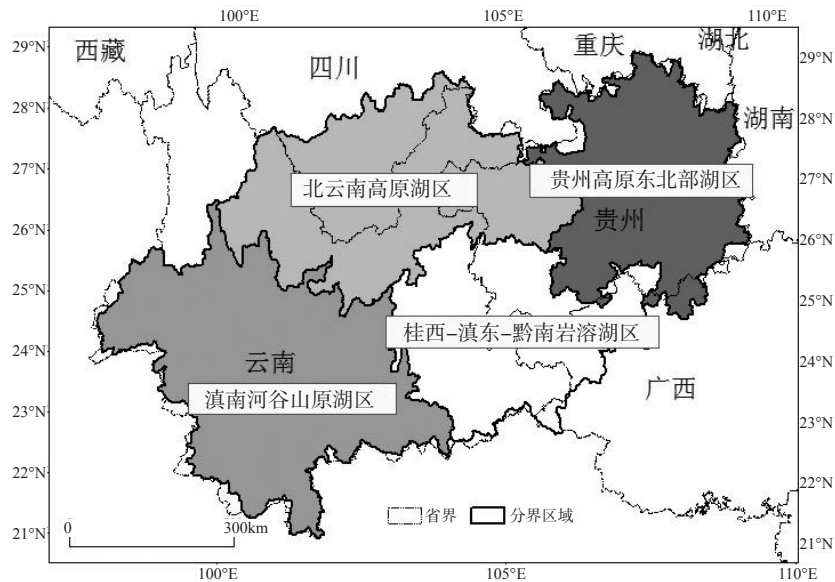 100°E 105°E 110°E
29°N 29°N
28°N 28°N
27°N 27°N
26°N 26°N
25°N 25°N
24°N 24°N
23°N 23°N
22°N 22°N
21°N 21°N
西藏
四川
重庆
湖北
湖南
北云南高原湖区
贵州高原东北部湖区
贵州
桂西-滇东-黔南岩溶湖区
云南
广西
滇南河谷山原湖区
0 300km
省界 分界区域
100°E 105°E 110°E